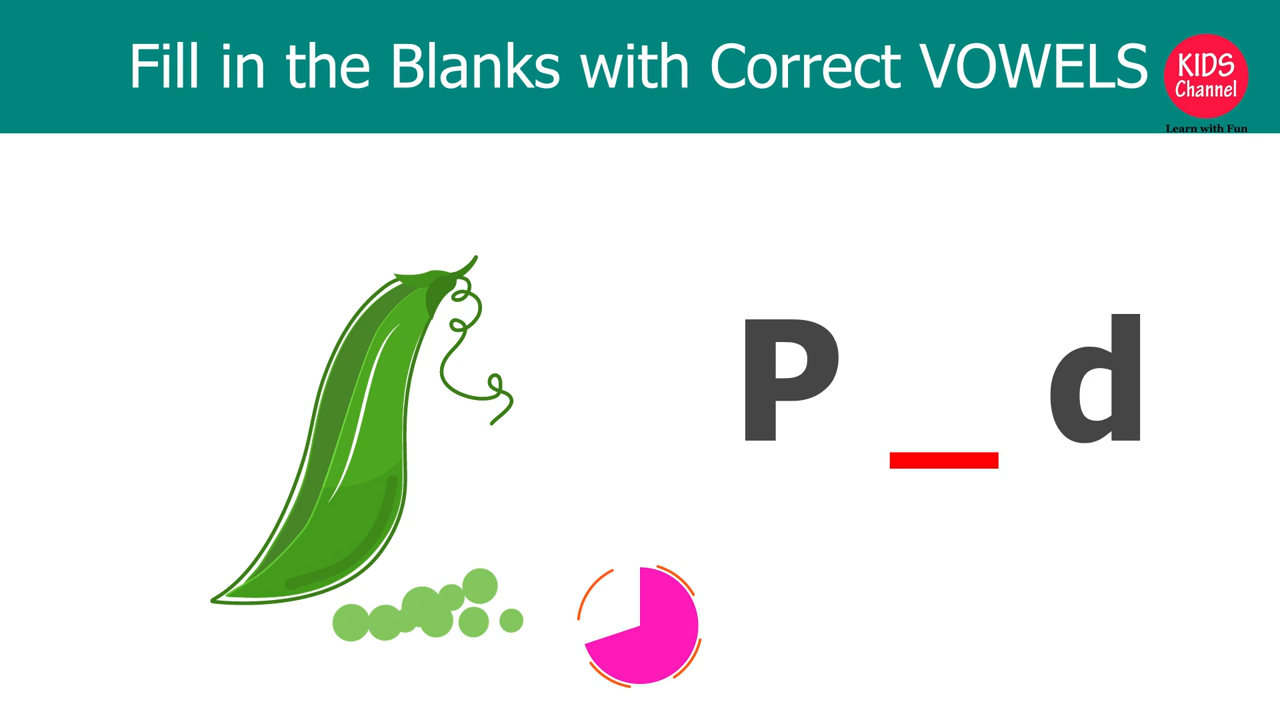 Fill in the Blanks with Correct VOWELS
KIDS
Channel
Learn with Fun
P _ d